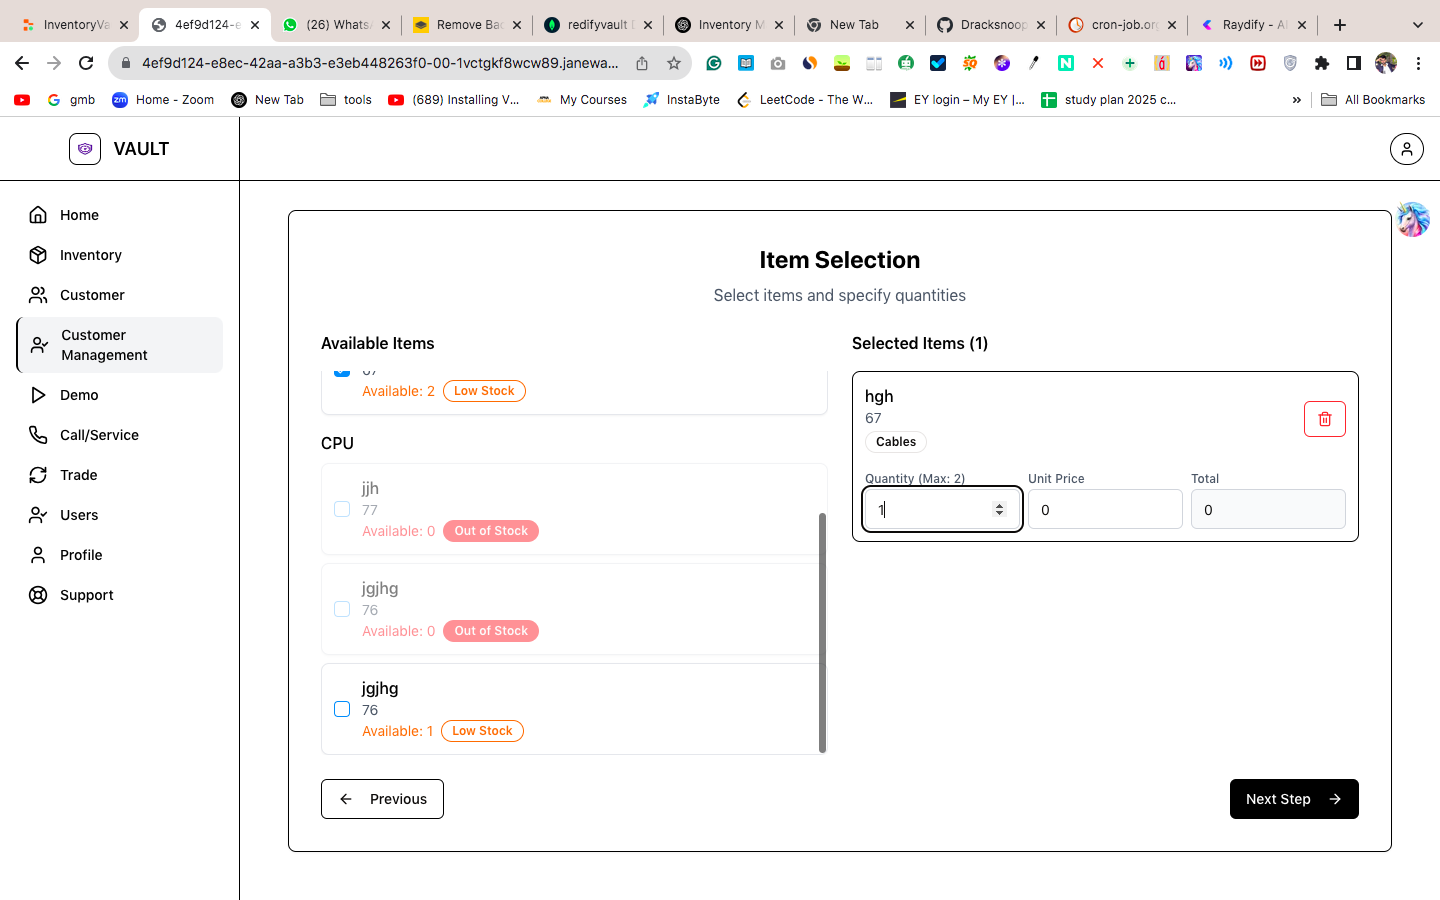 InventoryVa
4ef9d124-e
(26) Whats
Remove Bac
redifyvault
Inventory M
New Tab
Dracksnoop
cron-job.org
Raydify - A
4ef9d124-e8ec-42aa-a3b3-e3eb448263f0-00-1vctgkf8wcw89.janewa...
gmb
Home - Zoom
New Tab
tools
(689) Installing V...
My Courses
InstaByte
LeetCode - The W...
EY login – My EY |...
study plan 2025 c...
»
All Bookmarks
VAULT
Home
Inventory
Customer
Customer
Management
Demo
Call/Service
Trade
Users
Profile
Support
Item Selection
Select items and specify quantities
Available Items
67
Available: 2 Low Stock
CPU
jjh
77
Available: 0 Out of Stock
jgjhg
76
Available: 0 Out of Stock
jgjhg
76
Available: 1 Low Stock
Selected Items (1)
hgh
67
Cables
Quantity (Max: 2) Unit Price Total
1 0 0
Previous
Next Step